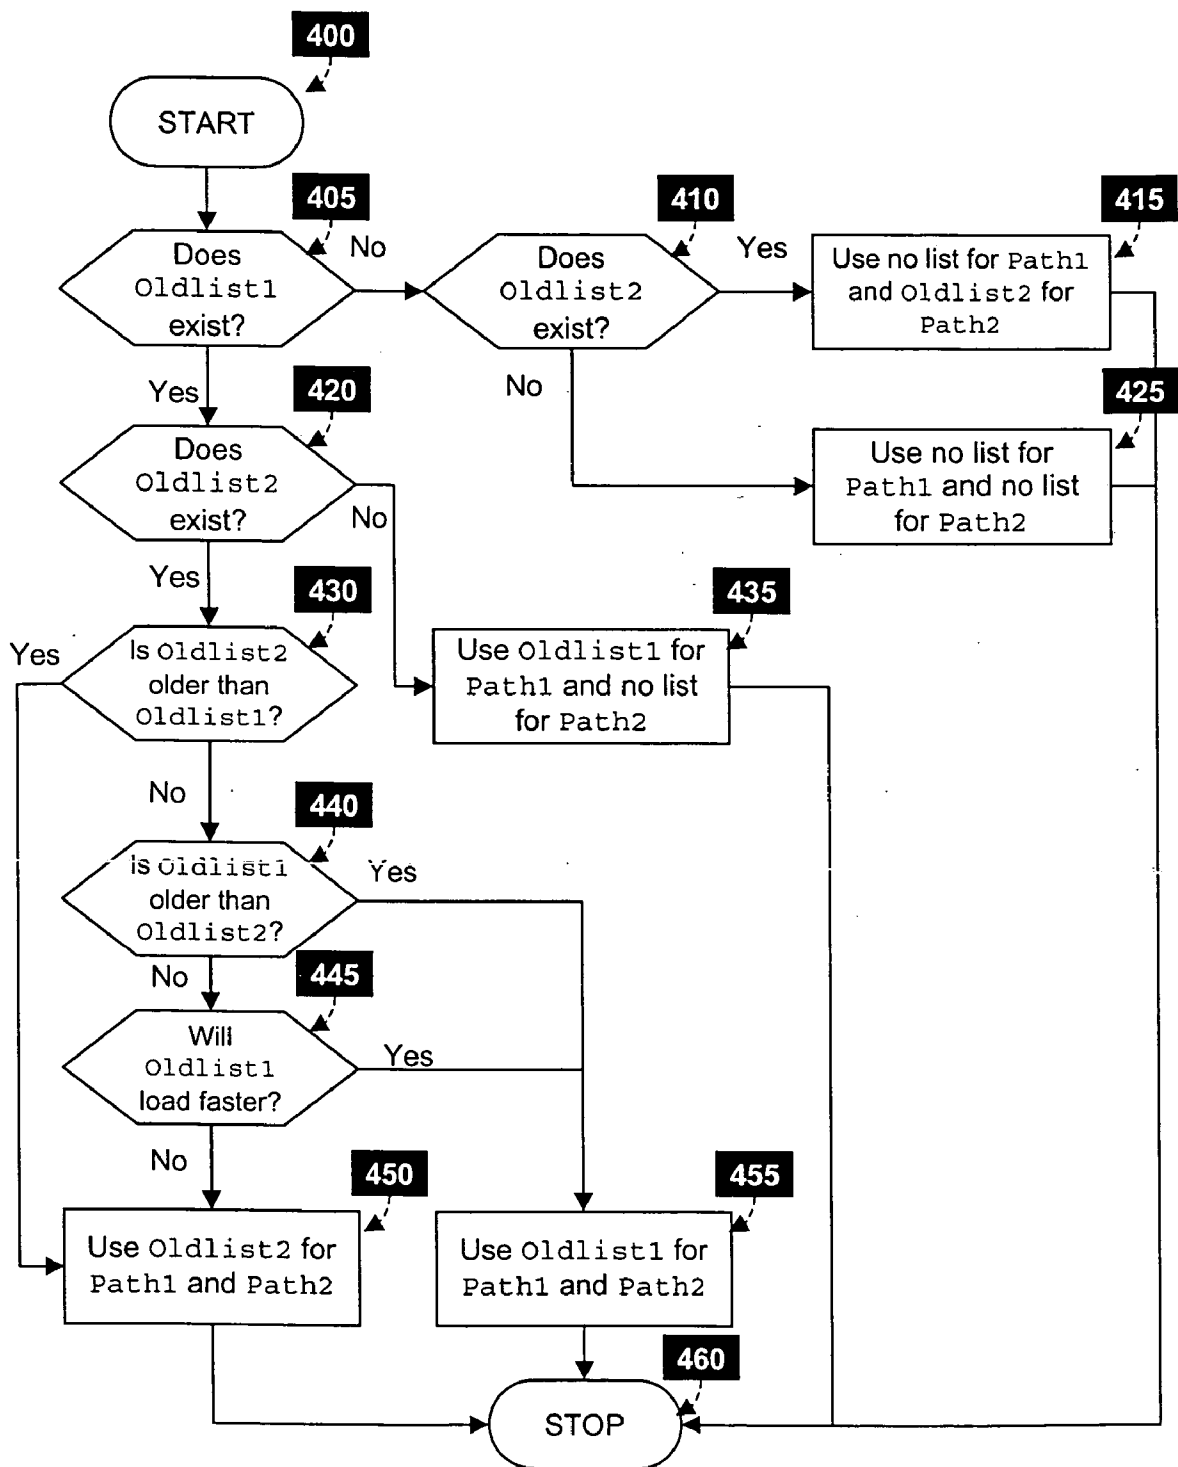 400
START
405
Does
Oldlist1
exist?
No
410
Does
Oldlist2
exist?
Yes
415
Use no list for Path1
and Oldlist2 for
Path2
Yes
No
420
Does
Oldlist2
exist?
No
425
Use no list for
Path1 and no list
for Path2
Yes
430
Yes
Is Oldlist2
older than
Oldlist1?
435
Use Oldlist1 for
Path1 and no list
for Path2
No
440
Is Oldlist1
older than
Oldlist2?
Yes
No
445
Will
Oldlist1
load faster?
Yes
No
450
Use Oldlist2 for
Path1 and Path2
455
Use Oldlist1 for
Path1 and Path2
460
STOP